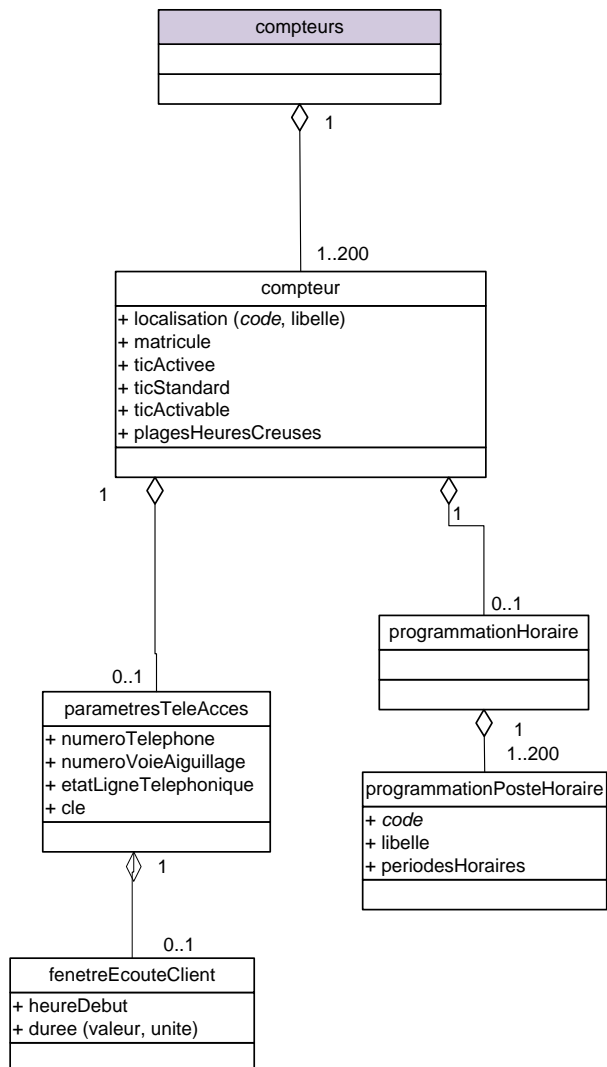 compteurs
1
1..200
compteur
+ localisation (code, libelle)
+ matricule
+ ticActivee
+ ticStandard
+ ticActivable
+ plagesHeuresCreuses
1
1
0..1
programmationHoraire
0..1
parametresTeleAcces
+ numeroTelephone
+ numeroVoieAiguillage
+ etatLigneTelephonique
+ cle
1
1..200
programmationPosteHoraire
+ code
+ libelle
+ periodesHoraires
1
0..1
fenetreEcouteClient
+ heureDebut
+ duree (valeur, unite)